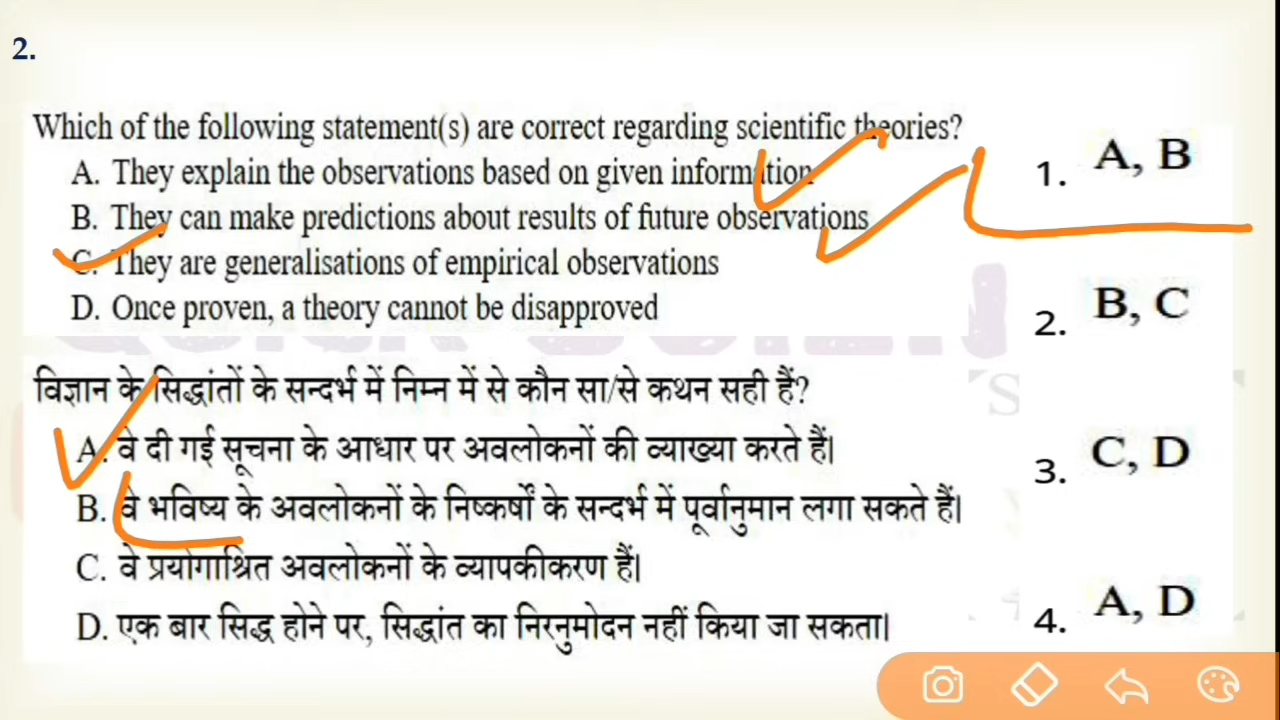 2.
Which of the following statement(s) are correct regarding scientific theories?
A. They explain the observations based on given information
B. They can make predictions about results of future observations
C. They are generalisations of empirical observations
D. Once proven, a theory cannot be disapproved
विज्ञान के सिद्धांतों के सन्दर्भ में निम्न में से कौन सा/से कथन सही हैं?
A. वे दी गई सूचना के आधार पर अवलोकनों की व्याख्या करते हैं।
B. वे भविष्य के अवलोकनों के निष्कर्षों के सन्दर्भ में पूर्वानुमान लगा सकते हैं।
C. वे प्रयोगाश्रित अवलोकनों के व्यापकीकरण हैं।
D. एक बार सिद्ध होने पर, सिद्धांत का निरनुमोदन नहीं किया जा सकता।
1. A, B
2. B, C
3. C, D
4. A, D